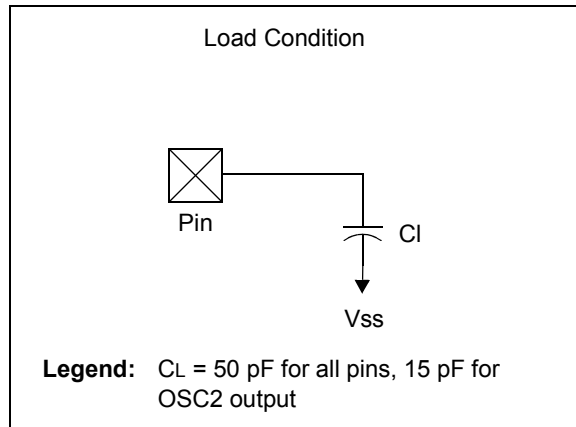 Load Condition
Pin
Cl
Vss
Legend: CL = 50 pF for all pins, 15 pF for
OSC2 output